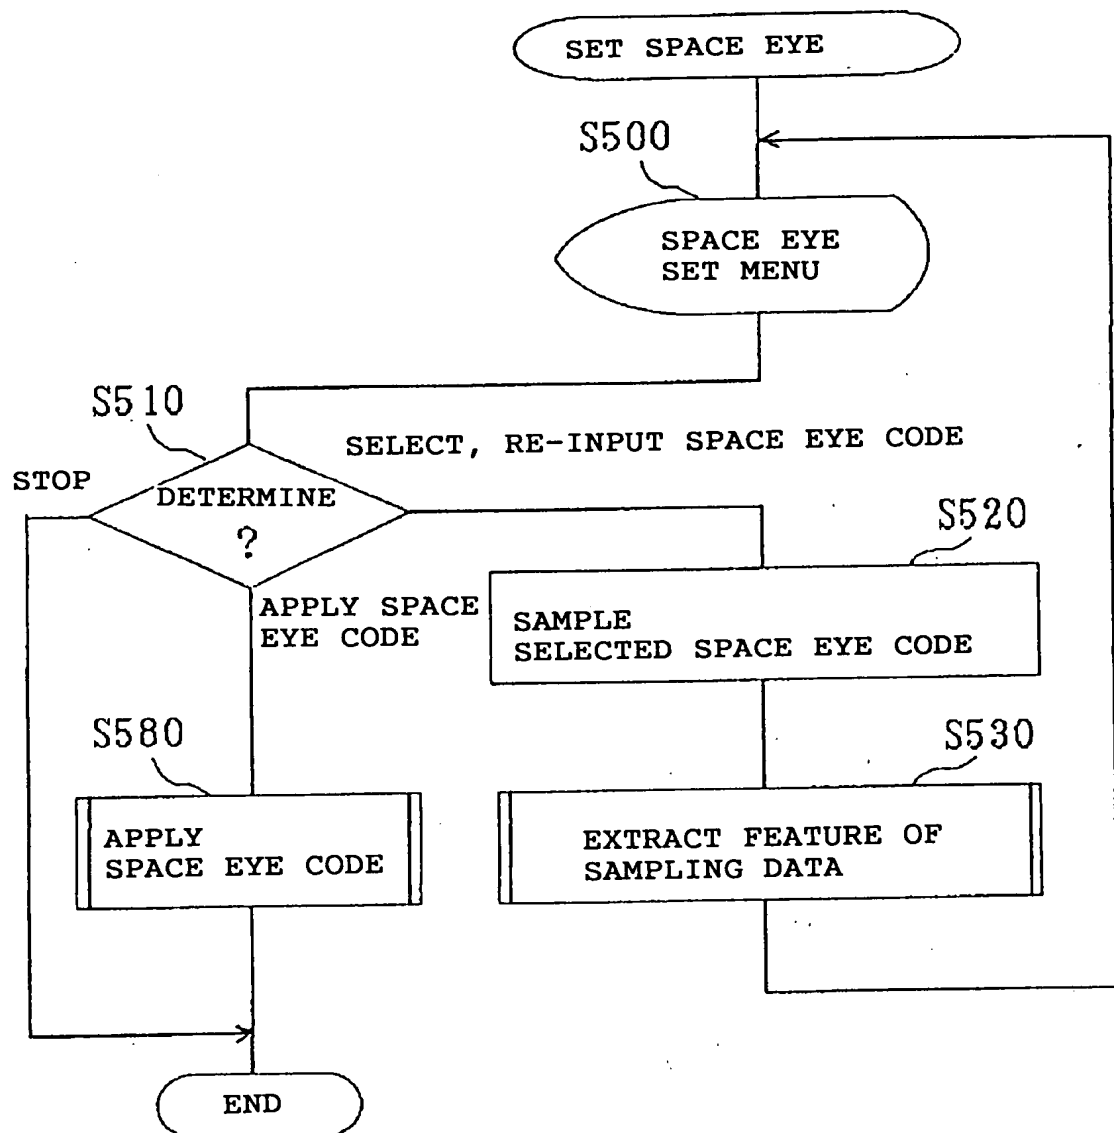 SET SPACE EYE
S500
SPACE EYE
SET MENU
S510
SELECT, RE-INPUT SPACE EYE CODE
STOP
DETERMINE
?
S520
APPLY SPACE
EYE CODE
SAMPLE
SELECTED SPACE EYE CODE
S580
S530
APPLY
SPACE EYE CODE
EXTRACT FEATURE OF
SAMPLING DATA
END